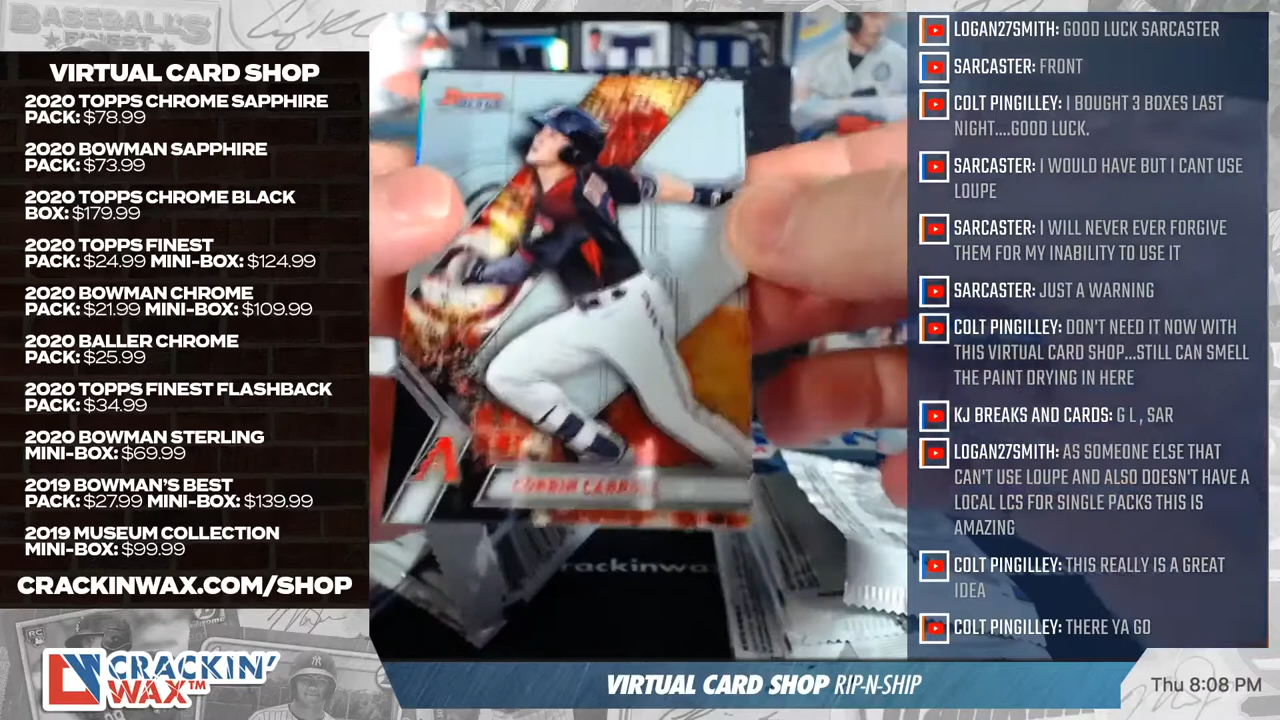 BASEBALL'S
FINEST
VIRTUAL CARD SHOP
2020 TOPPS CHROME SAPPHIRE
PACK: $78.99
2020 BOWMAN SAPPHIRE
PACK: $73.99
2020 TOPPS CHROME BLACK
BOX: $179.99
2020 TOPPS FINEST
PACK: $24.99 MINI-BOX: $124.99
2020 BOWMAN CHROME
PACK: $21.99 MINI-BOX: $109.99
2020 BALLER CHROME
PACK: $25.99
2020 TOPPS FINEST FLASHBACK
PACK: $34.99
2020 BOWMAN STERLING
MINI-BOX: $69.99
2019 BOWMAN'S BEST
PACK: $27.99 MINI-BOX: $139.99
2019 MUSEUM COLLECTION
MINI-BOX: $99.99
CRACKINWAX.COM/SHOP
RC
CRACKIN'
WAX™
CORBIN CARROLL
rackinwa
LOGAN27SMITH: GOOD LUCK SARCASTER
SARCASTER: FRONT
COLT PINGILLEY: I BOUGHT 3 BOXES LAST
NIGHT....GOOD LUCK.
SARCASTER: I WOULD HAVE BUT I CANT USE
LOUPE
SARCASTER: I WILL NEVER EVER FORGIVE
THEM FOR MY INABILITY TO USE IT
SARCASTER: JUST A WARNING
COLT PINGILLEY: DON'T NEED IT NOW WITH
THIS VIRTUAL CARD SHOP...STILL CAN SMELL
THE PAINT DRYING IN HERE
KJ BREAKS AND CARDS: G L , SAR
LOGAN27SMITH: AS SOMEONE ELSE THAT
CAN'T USE LOUPE AND ALSO DOESN'T HAVE A
LOCAL LCS FOR SINGLE PACKS THIS IS
AMAZING
COLT PINGILLEY: THIS REALLY IS A GREAT
IDEA
COLT PINGILLEY: THERE YA GO
VIRTUAL CARD SHOP RIP-N-SHIP
Thu 8:08 PM